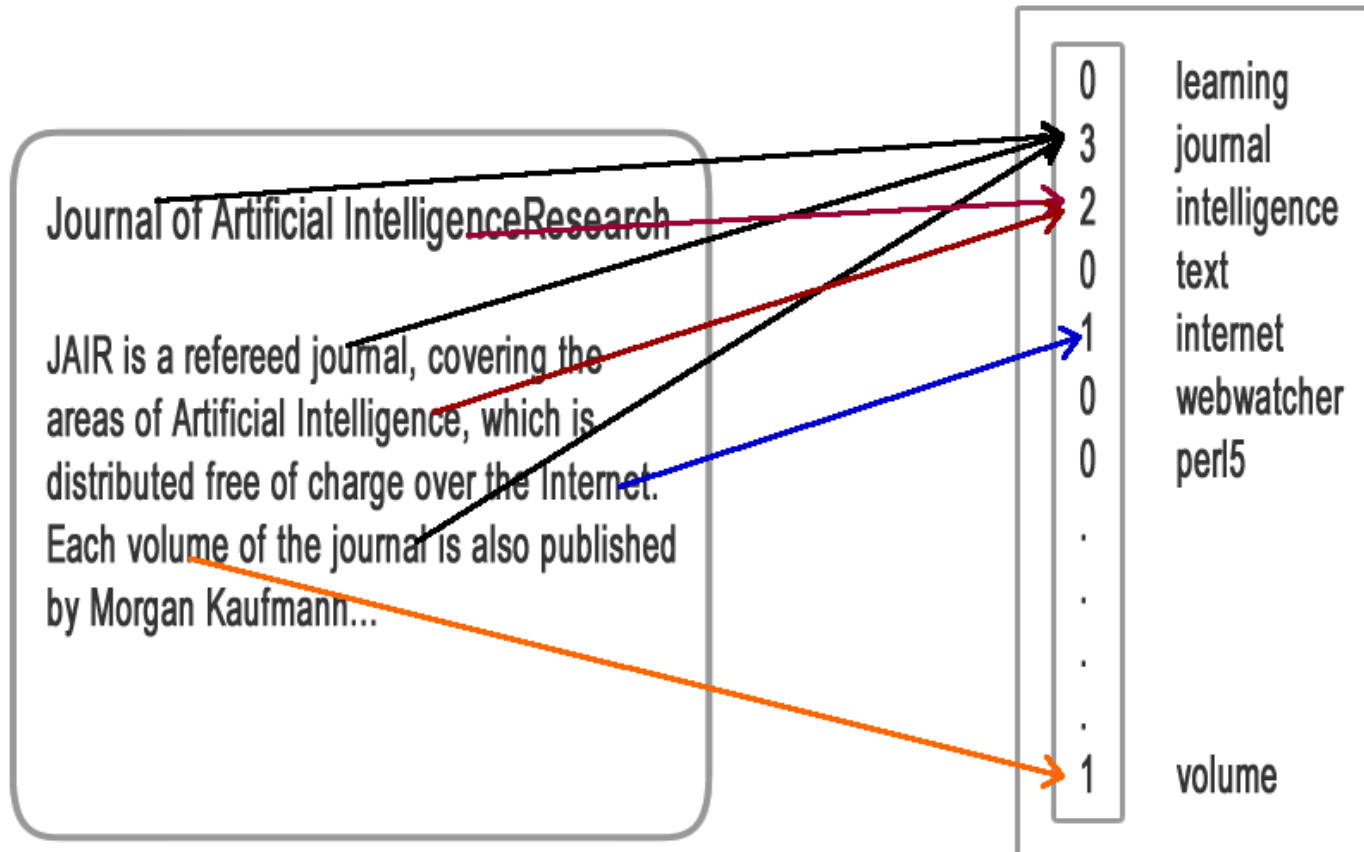 Journal of Artificial IntelligenceResearch
JAIR is a refereed journal, covering the
areas of Artificial Intelligence, which is
distributed free of charge over the Internet.
Each volume of the journal is also published
by Morgan Kaufmann...
0 learning
3 journal
2 intelligence
0 text
1 internet
0 webwatcher
0 perl5
.
.
.
.
1 volume